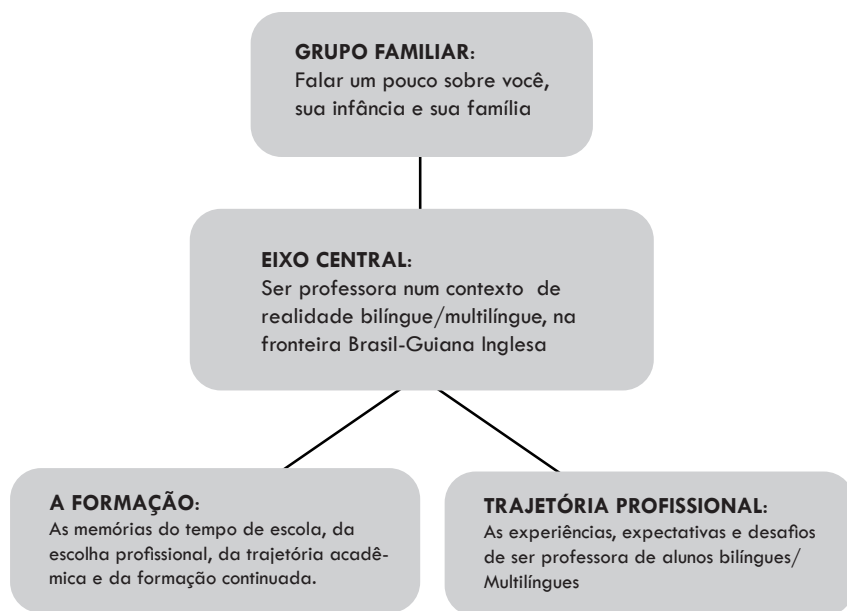 GRUPO FAMILIAR:
Falar um pouco sobre você,
sua infância e sua família
EIXO CENTRAL:
Ser professora num contexto de
realidade bilíngue/multilíngue, na
fronteira Brasil-Guiana Inglesa
A FORMAÇÃO:
As memórias do tempo de escola, da
escolha profissional, da trajetória acadê-
mica e da formação continuada.
TRAJETÓRIA PROFISSIONAL:
As experiências, expectativas e desafios
de ser professora de alunos bilíngues/
Multilíngues